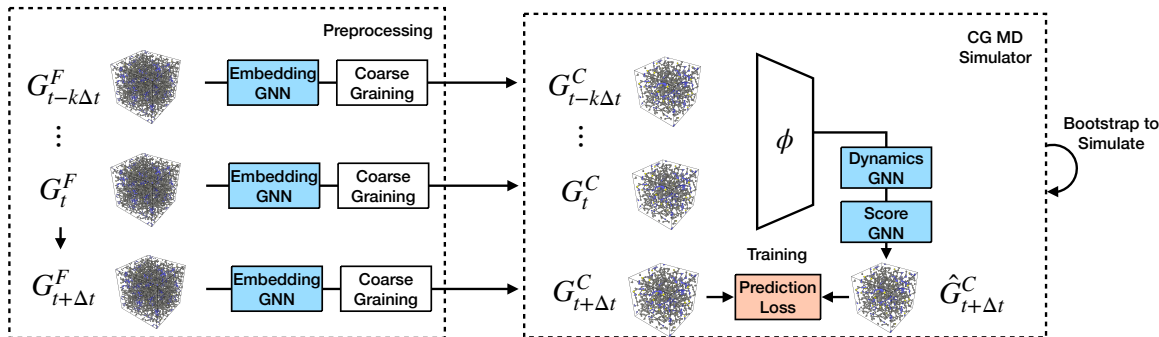 Preprocessing
G^F_{t-kΔt}
Embedding
GNN
Coarse
Graining
⋮
G^F_t
Embedding
GNN
Coarse
Graining
G^F_{t+Δt}
Embedding
GNN
Coarse
Graining
CG MD
Simulator
G^C_{t-kΔt}
⋮
G^C_t
ϕ
Dynamics
GNN
Score
GNN
Training
G^C_{t+Δt}
Prediction
Loss
Ĝ^C_{t+Δt}
Bootstrap to
Simulate